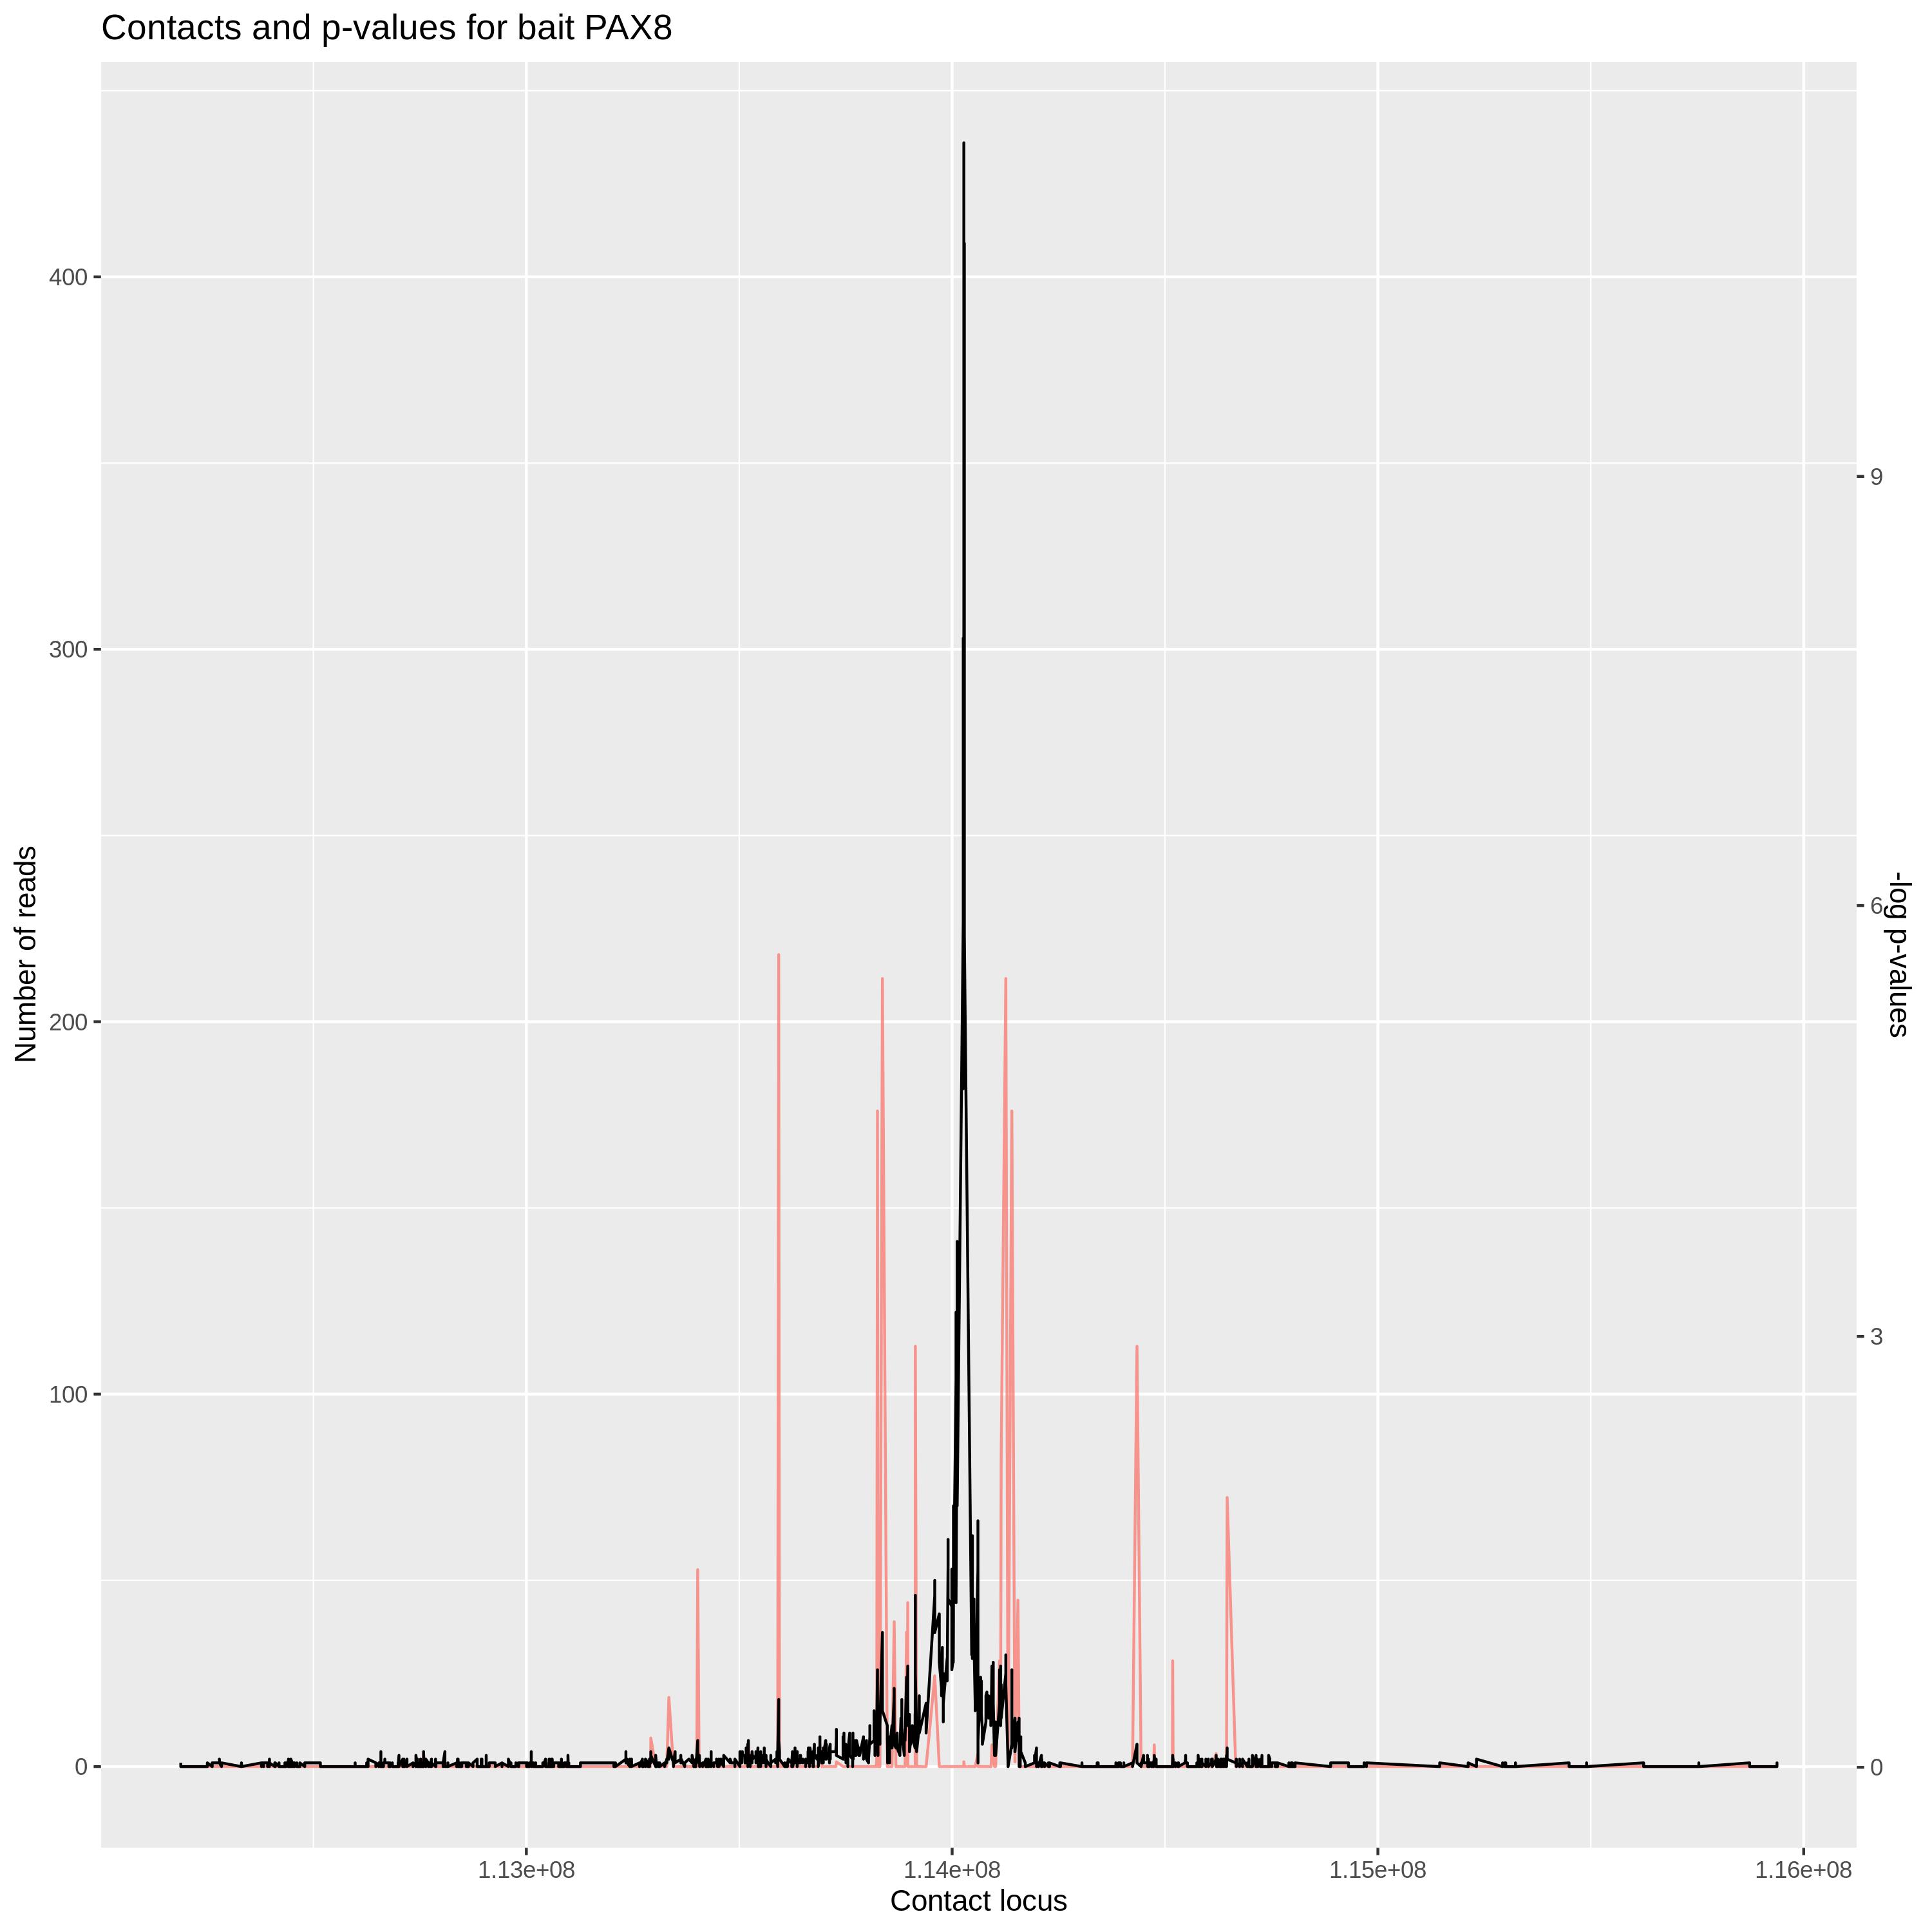 Contacts and p-values for bait PAX8
Number of reads
400
300
200
100
0
9
6
3
0
-log p-values
1.13e+08 1.14e+08 1.15e+08 1.16e+08
Contact locus